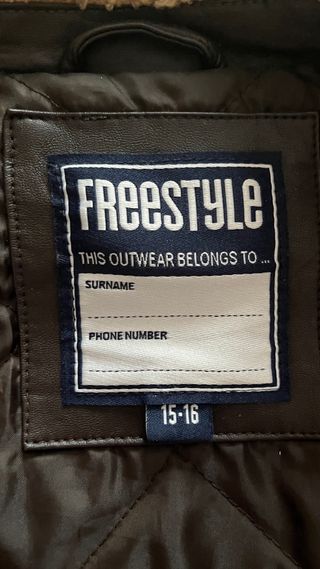 FREESTYLE
THIS OUTWEAR BELONGS TO ...
SURNAME
PHONE NUMBER
15-16